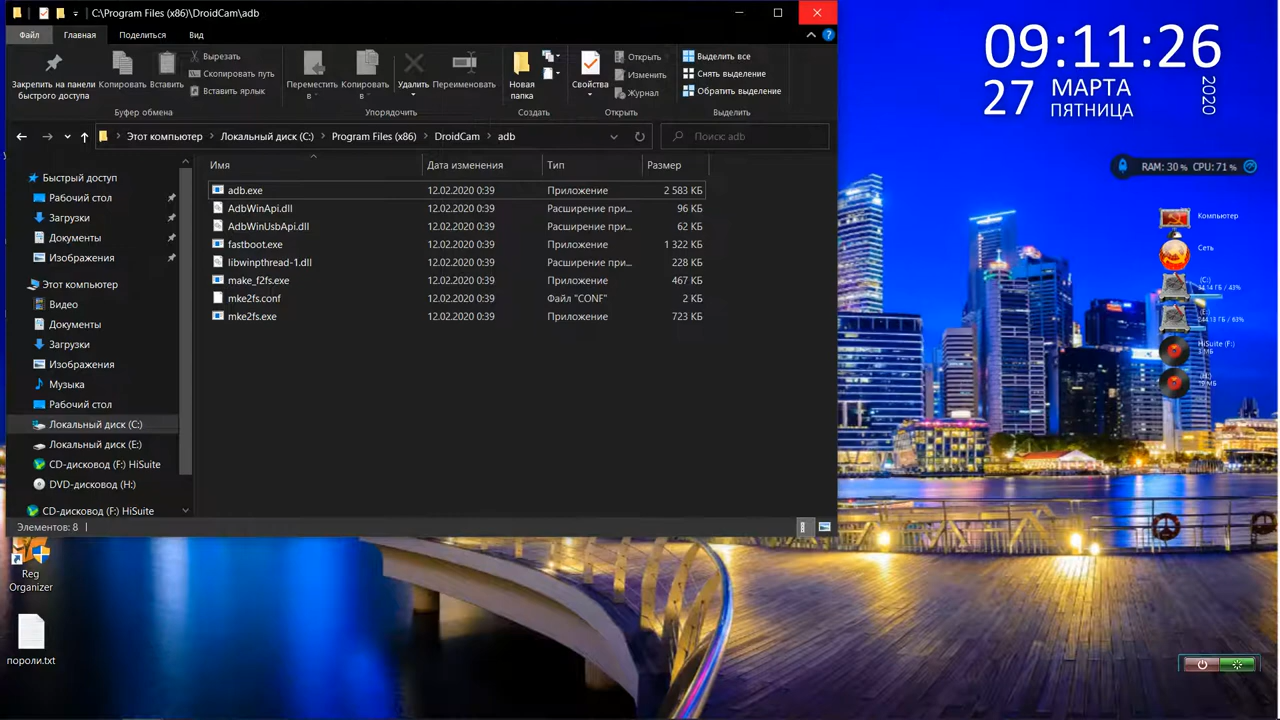 C:\Program Files (x86)\DroidCam\adb
Файл Главная Поделиться Вид
Закрепить на панели быстрого доступа
Копировать
Вставить
Вырезать
Скопировать путь
Вставить ярлык
Буфер обмена
Переместить в
Копировать в
Удалить
Переименовать
Упорядочить
Новая папка
Создать
Свойства
Открыть
Изменить
Журнал
Открыть
Выделить все
Снять выделение
Обратить выделение
Выделить
Этот компьютер > Локальный диск (C:) > Program Files (x86) > DroidCam > adb
Поиск: adb
Имя Дата изменения Тип Размер
adb.exe 12.02.2020 0:39 Приложение 2 583 КБ
AdbWinApi.dll 12.02.2020 0:39 Расширение при... 96 КБ
AdbWinUsbApi.dll 12.02.2020 0:39 Расширение при... 62 КБ
fastboot.exe 12.02.2020 0:39 Приложение 1 322 КБ
libwinpthread-1.dll 12.02.2020 0:39 Расширение при... 228 КБ
make_f2fs.exe 12.02.2020 0:39 Приложение 467 КБ
mke2fs.conf 12.02.2020 0:39 Файл "CONF" 2 КБ
mke2fs.exe 12.02.2020 0:39 Приложение 723 КБ
Быстрый доступ
Рабочий стол
Загрузки
Документы
Изображения
Этот компьютер
Видео
Документы
Загрузки
Изображения
Музыка
Рабочий стол
Локальный диск (C:)
Локальный диск (E:)
CD-дисковод (F:) HiSuite
DVD-дисковод (H:)
CD-дисковод (F:) HiSuite
Элементов: 8
Reg Organizer
пороли.txt
09:11:26
27 МАРТА
ПЯТНИЦА
2020
RAM: 30 % CPU: 71 %
Компьютер
Сеть
(C:)
(E:)
HiSuite (F:)
(H:)